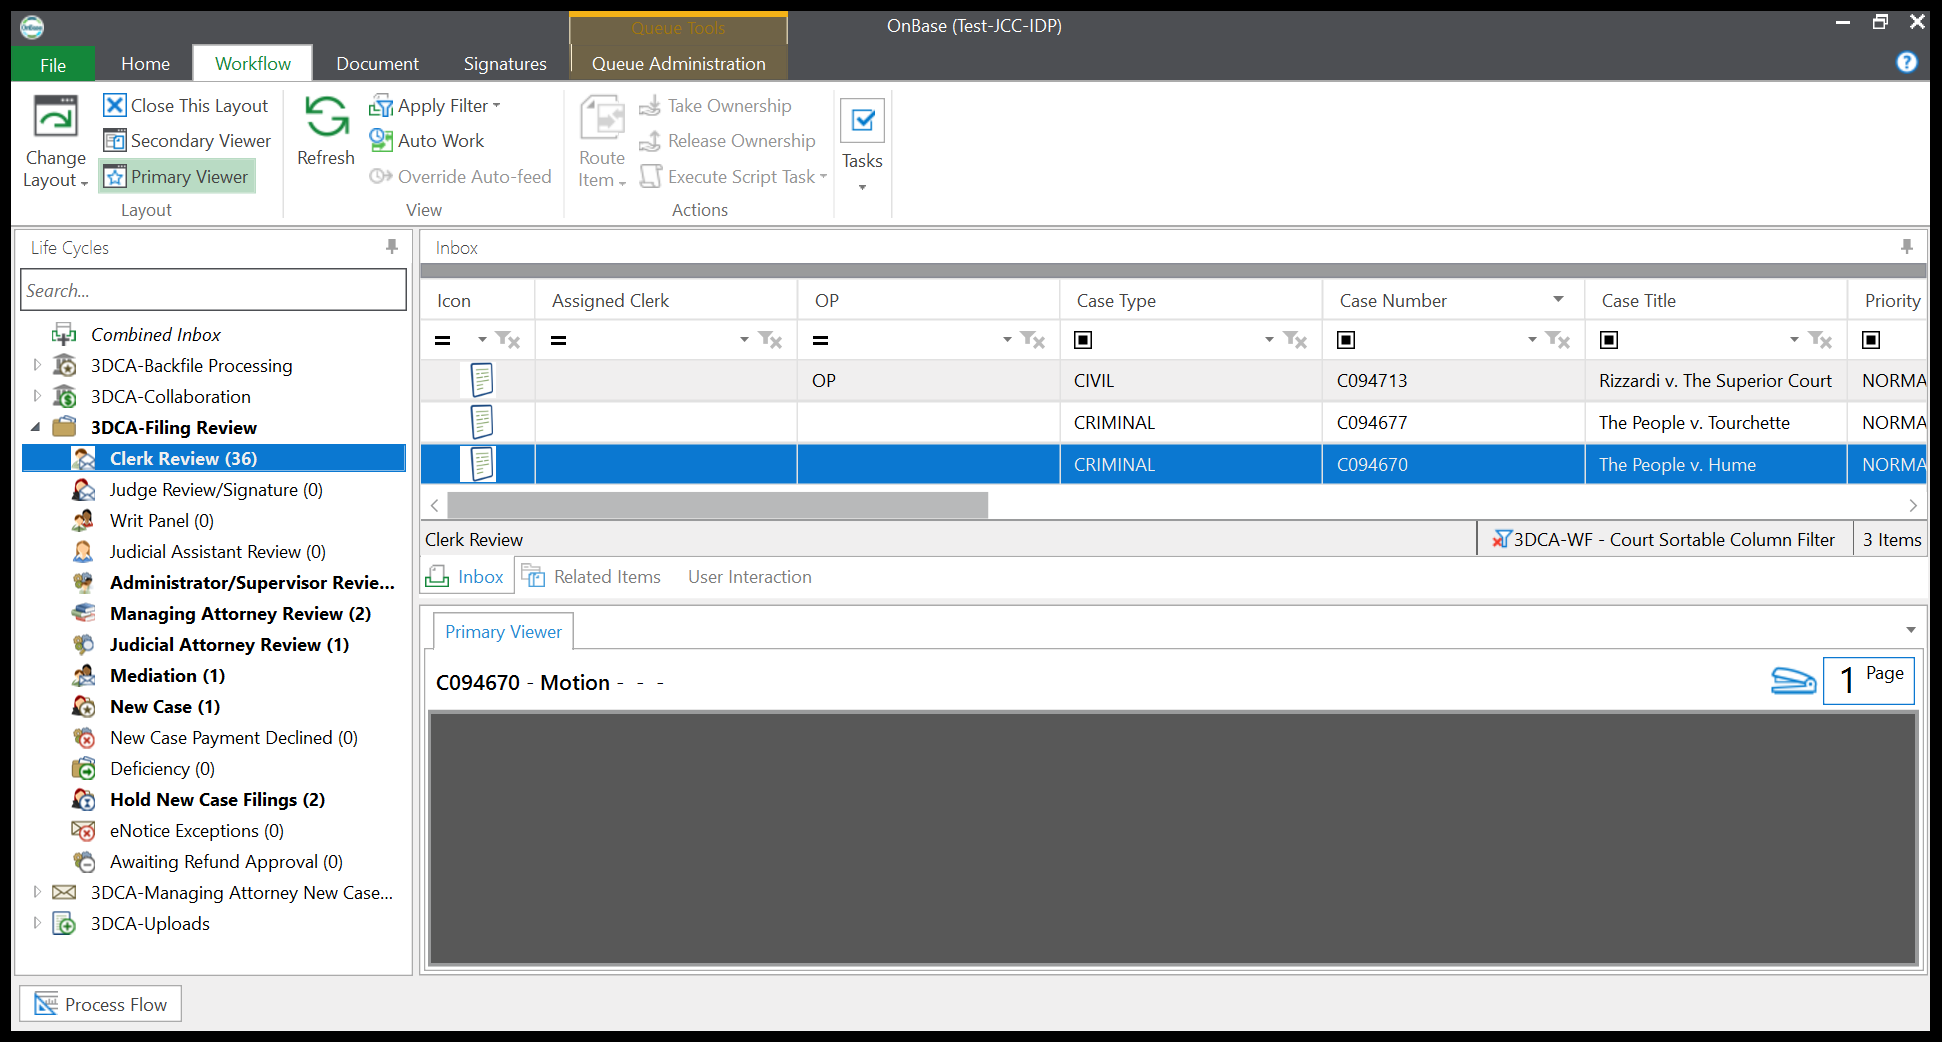 OnBase
Queue Tools
OnBase (Test-JCC-IDP)
File
Home
Workflow
Document
Signatures
Queue Administration
?
Change
Layout
Close This Layout
Secondary Viewer
Primary Viewer
Layout
Refresh
Apply Filter
Auto Work
Override Auto-feed
View
Route
Item
Take Ownership
Release Ownership
Execute Script Task
Actions
Tasks
Life Cycles
Search...
Combined Inbox
3DCA-Backfile Processing
3DCA-Collaboration
3DCA-Filing Review
Clerk Review (36)
Judge Review/Signature (0)
Writ Panel (0)
Judicial Assistant Review (0)
Administrator/Supervisor Revie...
Managing Attorney Review (2)
Judicial Attorney Review (1)
Mediation (1)
New Case (1)
New Case Payment Declined (0)
Deficiency (0)
Hold New Case Filings (2)
eNotice Exceptions (0)
Awaiting Refund Approval (0)
3DCA-Managing Attorney New Case...
3DCA-Uploads
Inbox
Icon Assigned Clerk OP Case Type Case Number Case Title Priority
= = =
OP CIVIL C094713 Rizzardi v. The Superior Court NORMA
CRIMINAL C094677 The People v. Tourchette NORMA
CRIMINAL C094670 The People v. Hume NORMA
Clerk Review 3DCA-WF - Court Sortable Column Filter 3 Items
Inbox Related Items User Interaction
Primary Viewer
C094670 - Motion - - -
1 Page
Process Flow